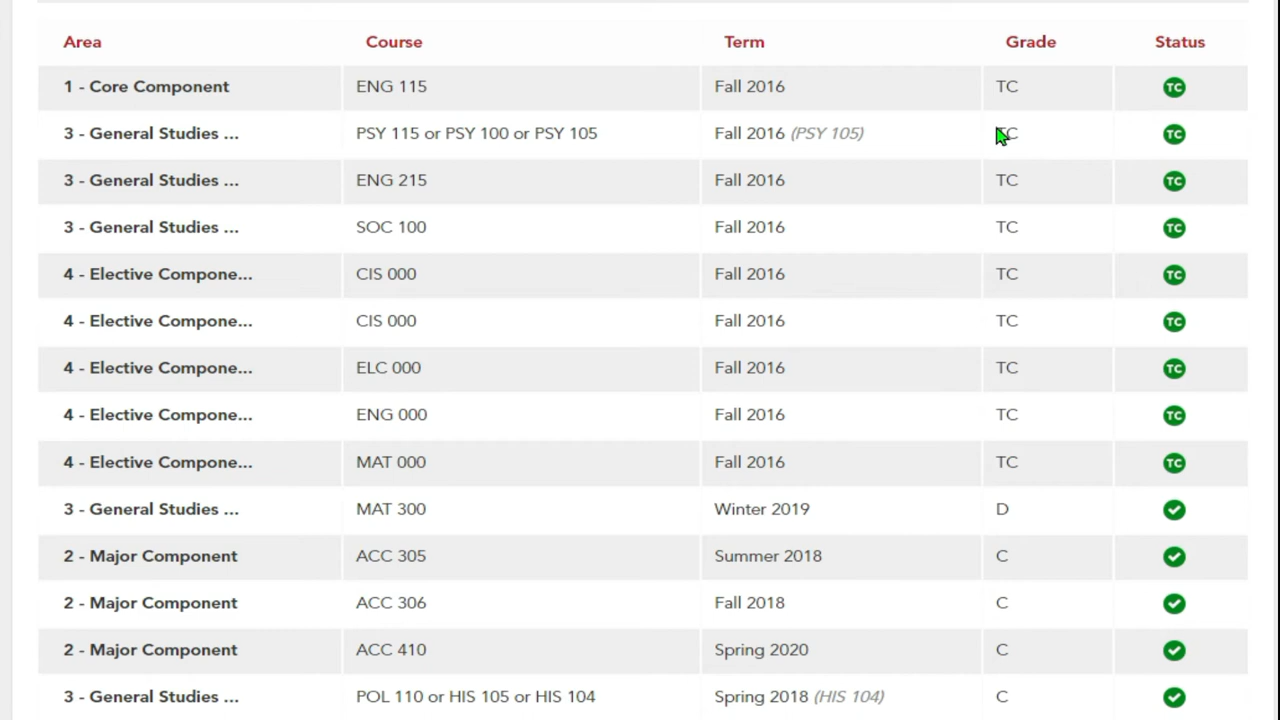 Area Course Term Grade Status
1 - Core Component ENG 115 Fall 2016 TC TC
3 - General Studies ... PSY 115 or PSY 100 or PSY 105 Fall 2016 (PSY 105) TC TC
3 - General Studies ... ENG 215 Fall 2016 TC TC
3 - General Studies ... SOC 100 Fall 2016 TC TC
4 - Elective Compone... CIS 000 Fall 2016 TC TC
4 - Elective Compone... CIS 000 Fall 2016 TC TC
4 - Elective Compone... ELC 000 Fall 2016 TC TC
4 - Elective Compone... ENG 000 Fall 2016 TC TC
4 - Elective Compone... MAT 000 Fall 2016 TC TC
3 - General Studies ... MAT 300 Winter 2019 D
2 - Major Component ACC 305 Summer 2018 C
2 - Major Component ACC 306 Fall 2018 C
2 - Major Component ACC 410 Spring 2020 C
3 - General Studies ... POL 110 or HIS 105 or HIS 104 Spring 2018 (HIS 104) C